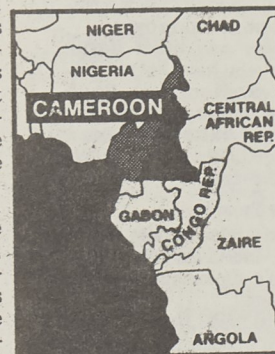 NIGER
CHAD
NIGERIA
CAMEROON
CENTRAL
AFRICAN
REP.
GABON
CONGO REP.
ZAIRE
ANGOLA